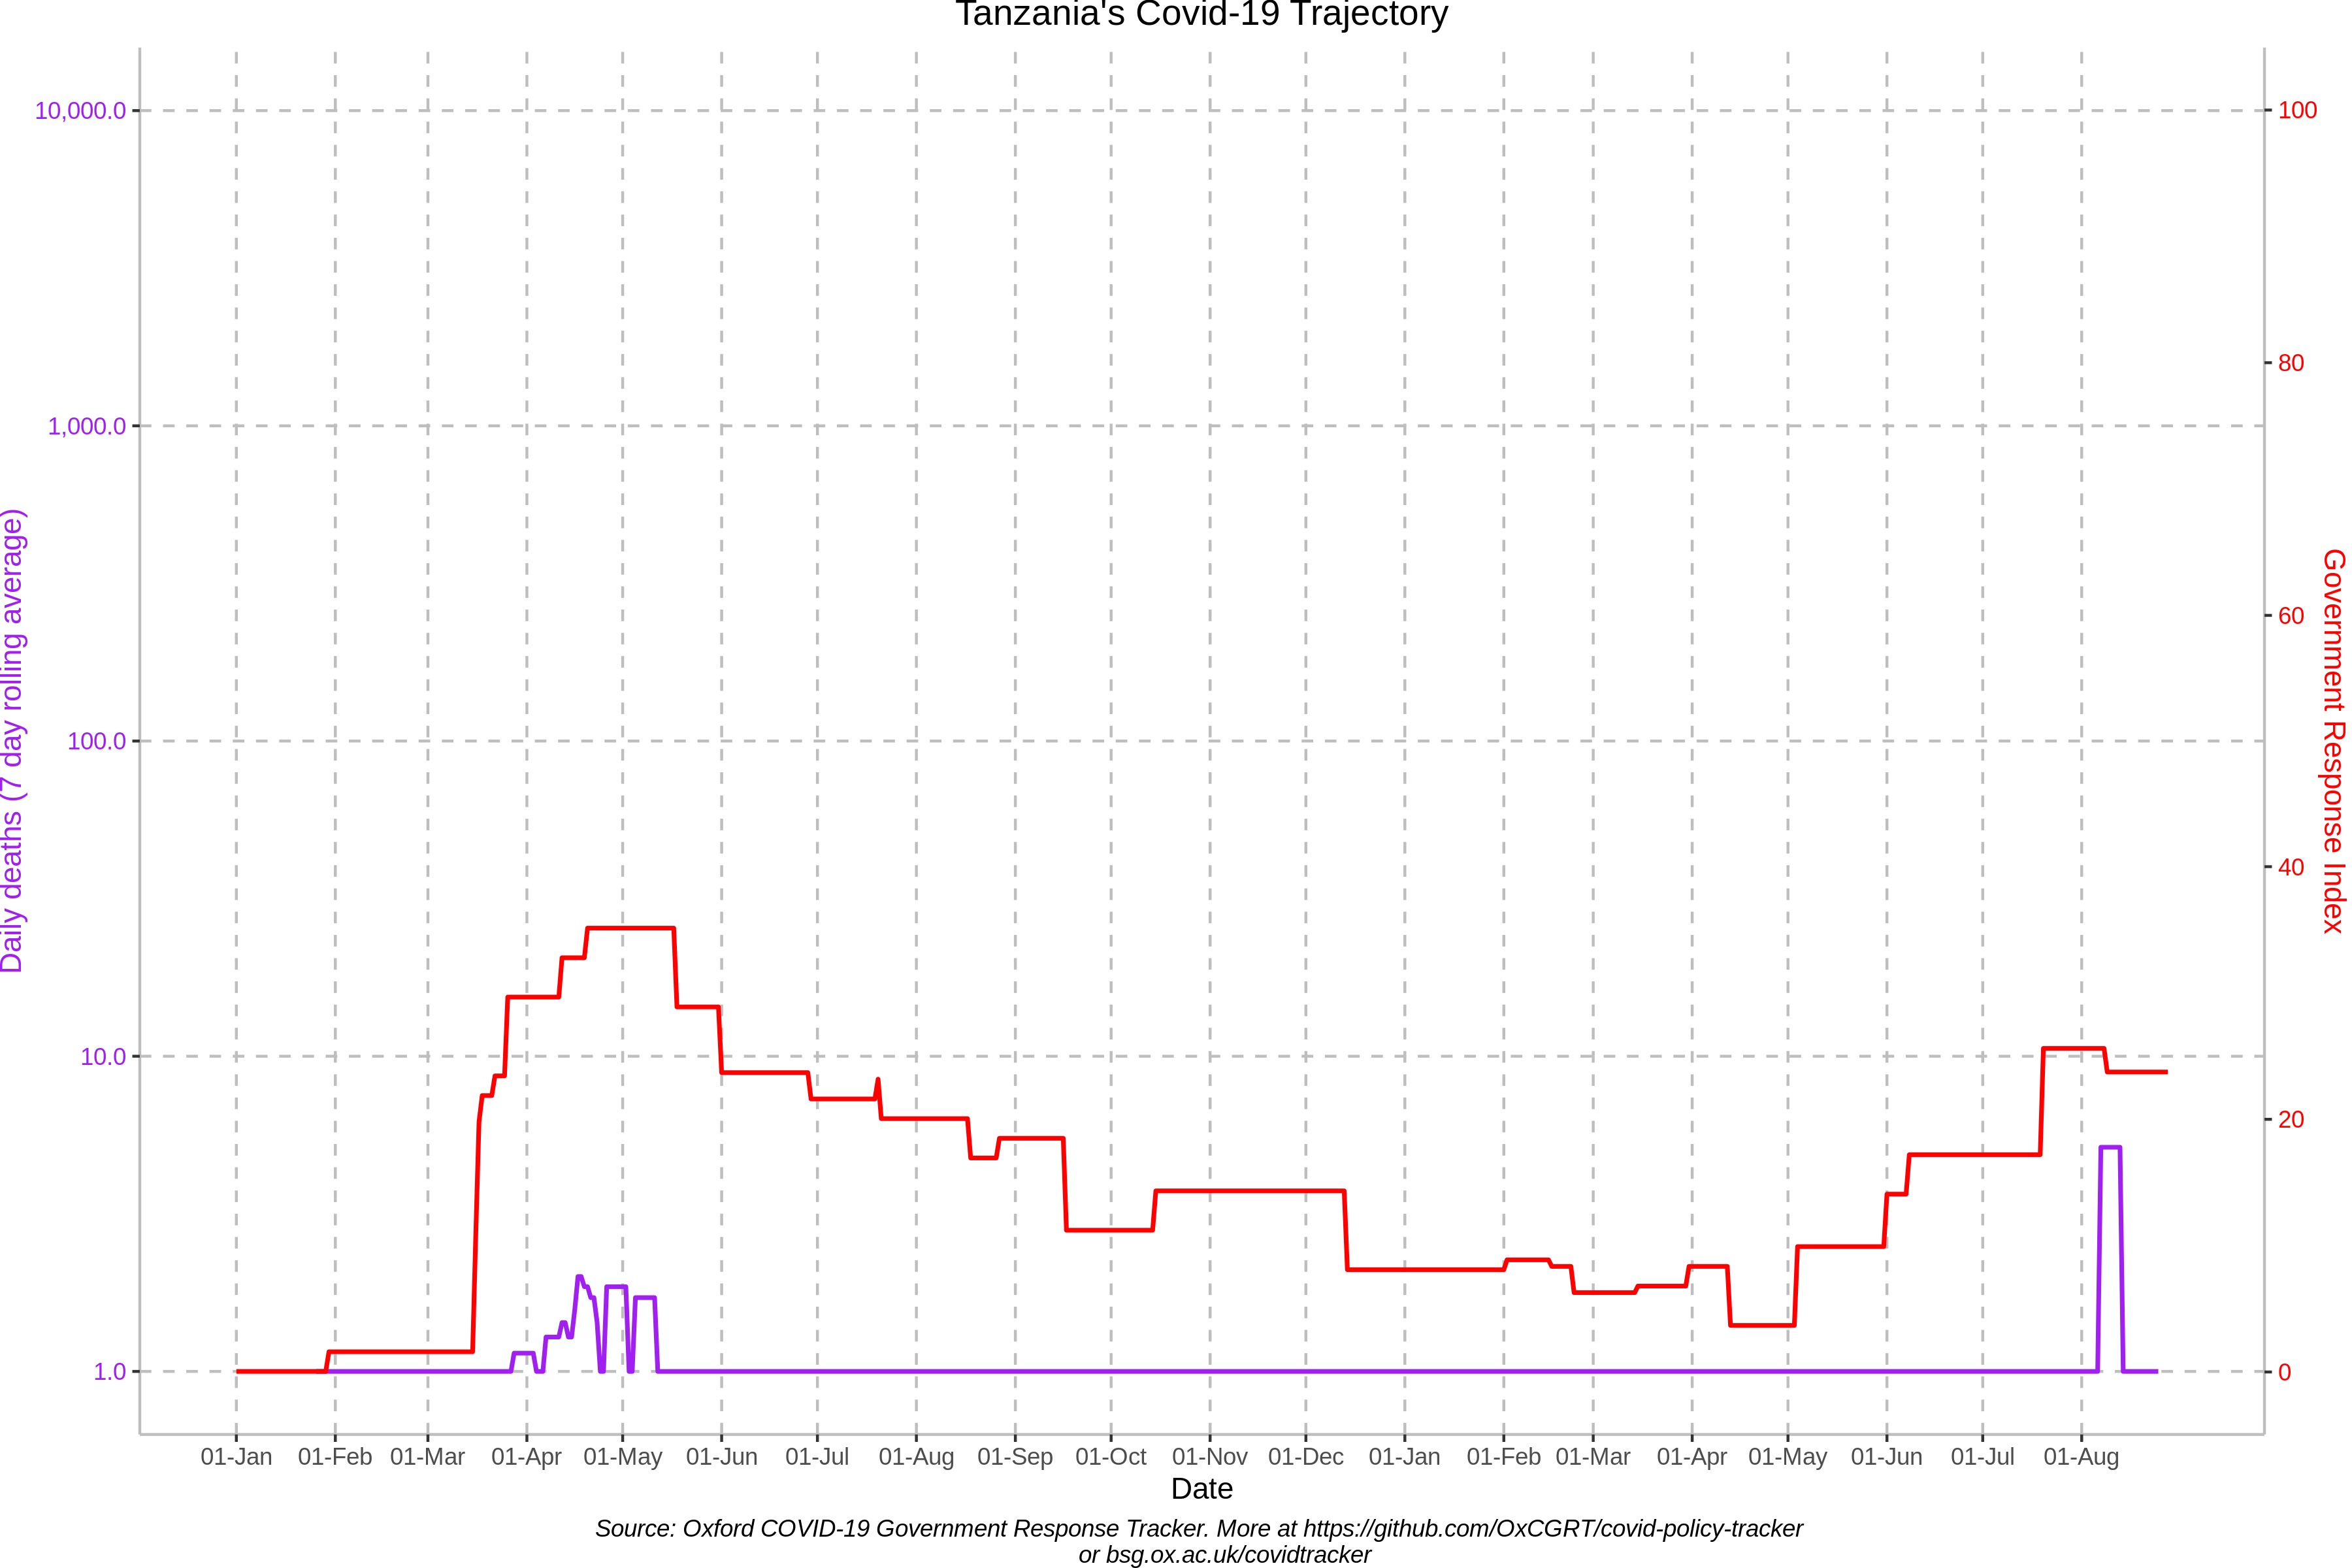 Tanzania's Covid-19 Trajectory
10,000.0
1,000.0
100.0
10.0
1.0
Daily deaths (7 day rolling average)
100
80
60
40
20
0
Government Response Index
01-Jan 01-Feb 01-Mar 01-Apr 01-May 01-Jun 01-Jul 01-Aug 01-Sep 01-Oct 01-Nov 01-Dec 01-Jan 01-Feb 01-Mar 01-Apr 01-May 01-Jun 01-Jul 01-Aug
Date
Source: Oxford COVID-19 Government Response Tracker. More at https://github.com/OxCGRT/covid-policy-tracker
or bsg.ox.ac.uk/covidtracker